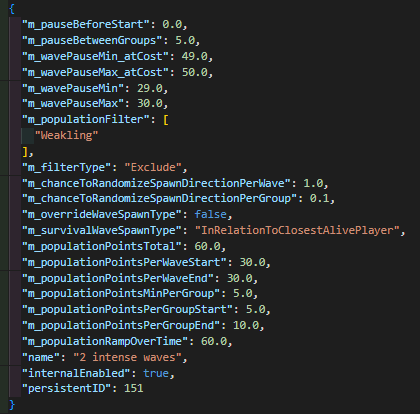 {
"m_pauseBeforeStart": 0.0,
"m_pauseBetweenGroups": 5.0,
"m_wavePauseMin_atCost": 49.0,
"m_wavePauseMax_atCost": 50.0,
"m_wavePauseMin": 29.0,
"m_wavePauseMax": 30.0,
"m_populationFilter": [
"Weakling"
],
"m_filterType": "Exclude",
"m_chanceToRandomizeSpawnDirectionPerWave": 1.0,
"m_chanceToRandomizeSpawnDirectionPerGroup": 0.1,
"m_overrideWaveSpawnType": false,
"m_survivalWaveSpawnType": "InRelationToClosestAlivePlayer",
"m_populationPointsTotal": 60.0,
"m_populationPointsPerWaveStart": 30.0,
"m_populationPointsPerWaveEnd": 30.0,
"m_populationPointsMinPerGroup": 5.0,
"m_populationPointsPerGroupStart": 5.0,
"m_populationPointsPerGroupEnd": 10.0,
"m_populationRampOverTime": 60.0,
"name": "2 intense waves",
"internalEnabled": true,
"persistentID": 151
}